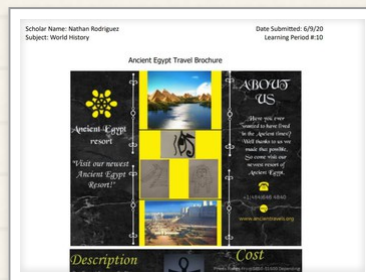 Scholar Name: Nathan Rodriguez
Subject: World History
Date Submitted: 6/9/20
Learning Period #:10
Ancient Egypt Travel Brochure
Ancient Egypt
resort
"Visit our newest
Ancient Egypt
Resort!"
ABOUT
US
Have you ever
wanted to have lived
in the Ancient times?
Well thanks to us we
made that possible.
So come visit our
newest resort of
Ancient Egypt.
www.ancienttravels.org
Description
Cost